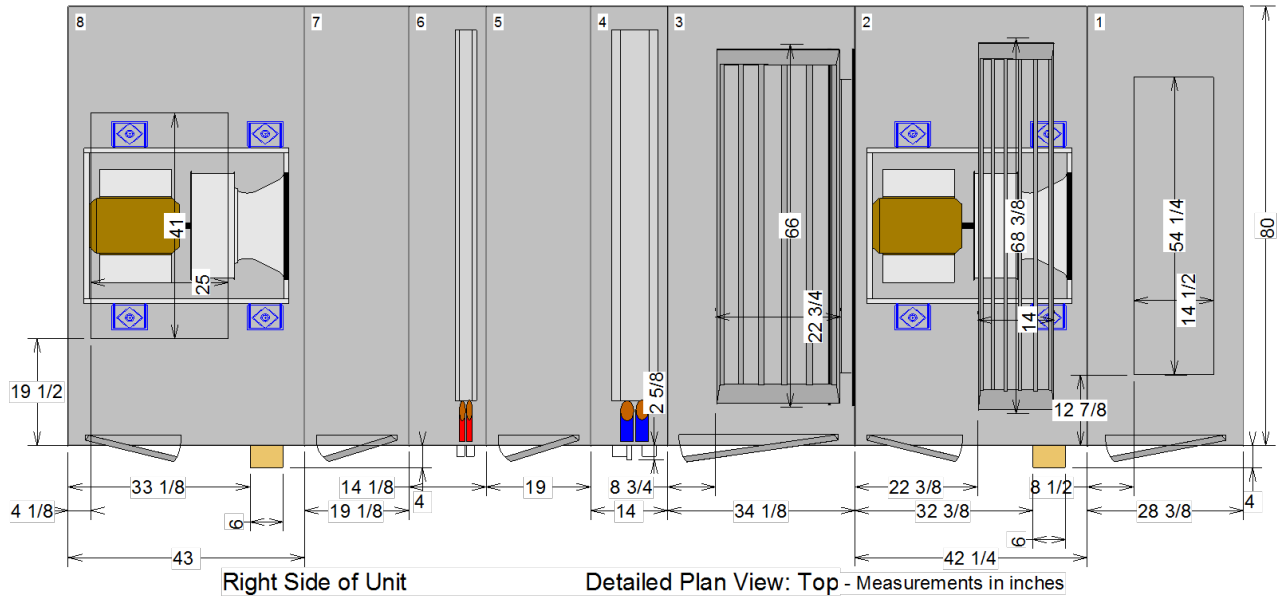 8 7 6 5 4 3 2 1
41
25
66
22 3/4
68 3/8
14
54 1/4
14 1/2
80
19 1/2
2 5/8
12 7/8
33 1/8 14 1/8 19 8 3/4 22 3/8 8 1/2
4 4
4 1/8 6 19 1/8 14 34 1/8 32 3/8 28 3/8
6
43 42 1/4
Right Side of Unit Detailed Plan View: Top - Measurements in inches